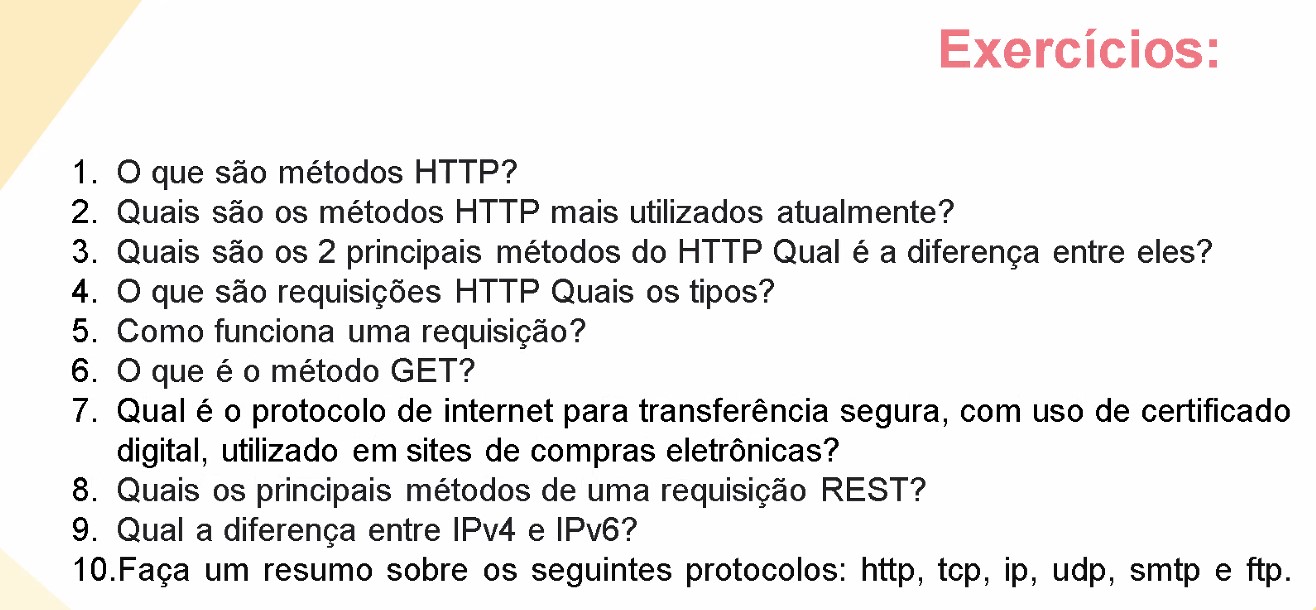 Exercícios:
1. O que são métodos HTTP?
2. Quais são os métodos HTTP mais utilizados atualmente?
3. Quais são os 2 principais métodos do HTTP Qual é a diferença entre eles?
4. O que são requisições HTTP Quais os tipos?
5. Como funciona uma requisição?
6. O que é o método GET?
7. Qual é o protocolo de internet para transferência segura, com uso de certificado
digital, utilizado em sites de compras eletrônicas?
8. Quais os principais métodos de uma requisição REST?
9. Qual a diferença entre IPv4 e IPv6?
10.Faça um resumo sobre os seguintes protocolos: http, tcp, ip, udp, smtp e ftp.